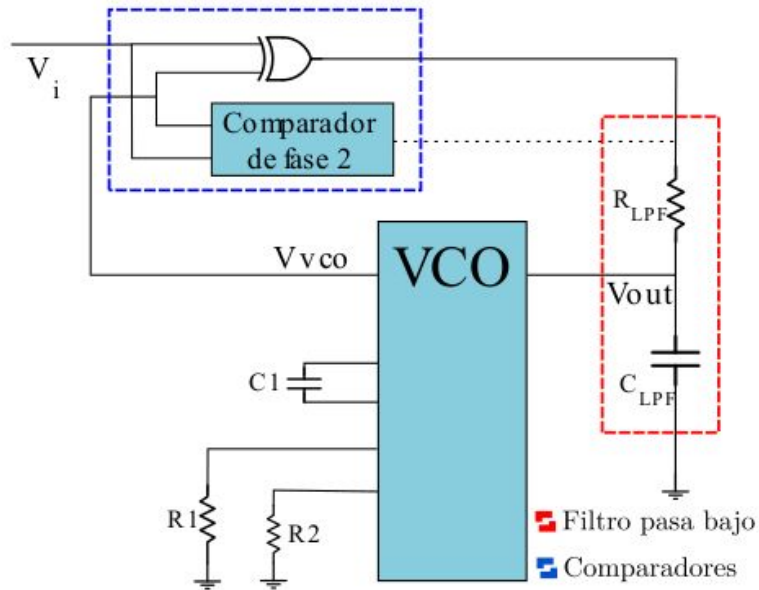 V i
Comparador
de fase 2
R LPF
Vvco
VCO
Vout
C1
C LPF
R1
R2
Filtro pasa bajo
Comparadores